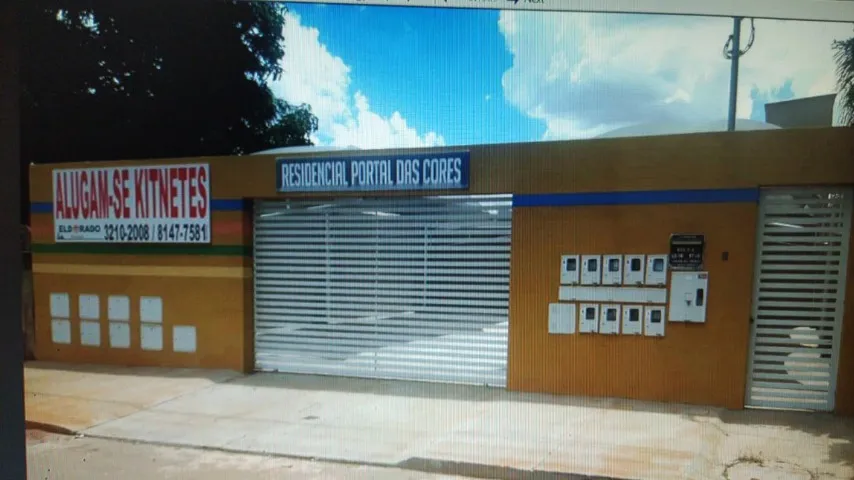 ALUGAM-SE KITNETES
ELDORADO
3210-2008 / 8147-7581
RESIDENCIAL PORTAL DAS CORES